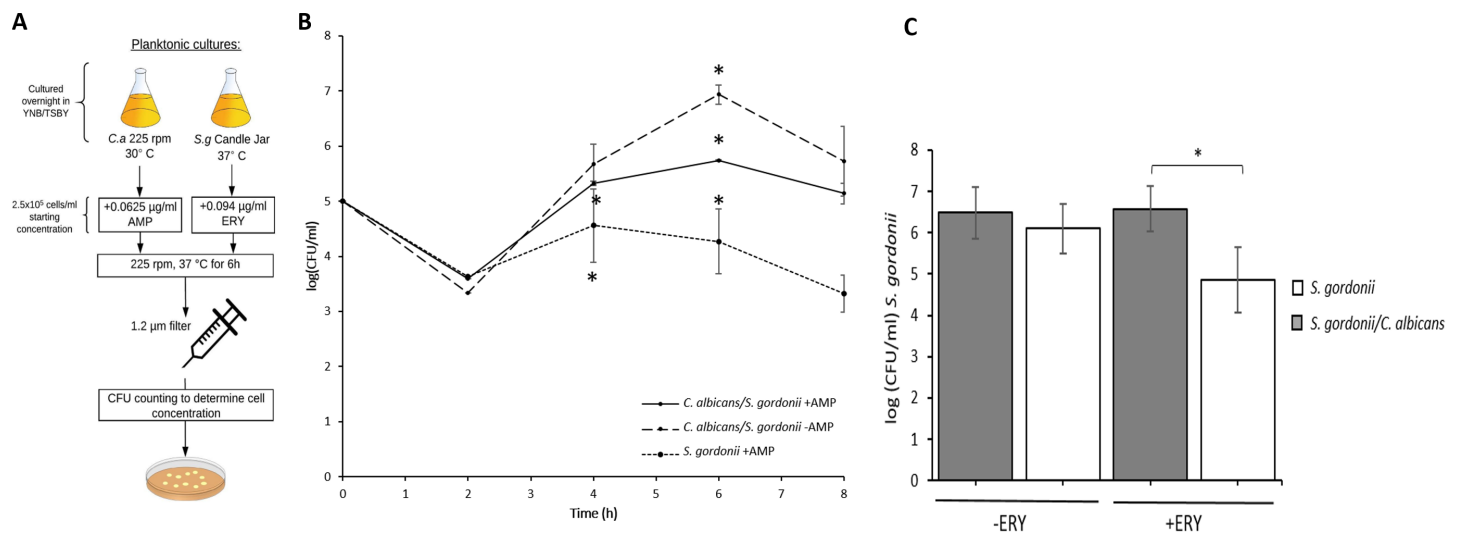 A
Planktonic cultures:
Cultured
overnight in
YNB/TSBY
C.a 225 rpm
30° C
S.g Candle Jar
37° C
2.5x10⁵ cells/ml
starting
concentration
+0.0625 µg/ml
AMP
+0.094 µg/ml
ERY
225 rpm, 37 °C for 6h
1.2 µm filter
CFU counting to determine cell
concentration
B
log(CFU/ml)
8
7
6
5
4
3
2
1
0
*
*
*
*
*
C. albicans/S. gordonii +AMP
C. albicans/S. gordonii -AMP
S. gordonii +AMP
0 1 2 3 4 5 6 7 8
Time (h)
C
log (CFU/ml) S. gordonii
8
7
6
5
4
3
2
1
0
*
-ERY
+ERY
S. gordonii
S. gordonii/C. albicans